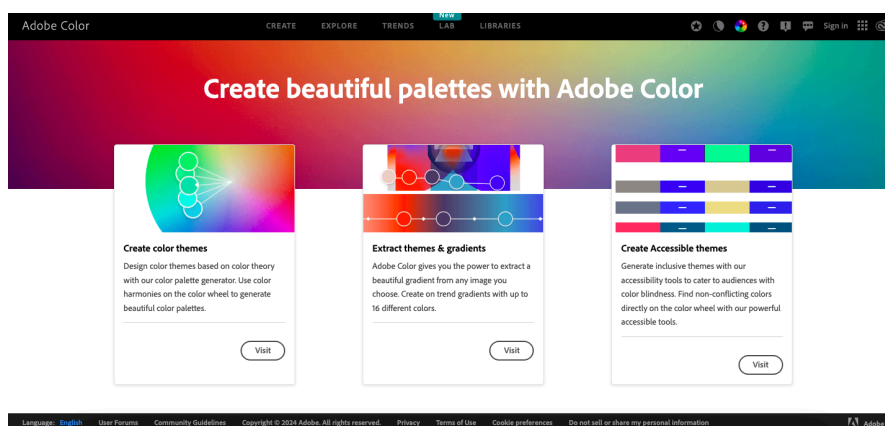 Adobe Color
CREATE
EXPLORE
TRENDS
New
LAB
LIBRARIES
Sign in
Create beautiful palettes with Adobe Color
Create color themes
Design color themes based on color theory
with our color palette generator. Use color
harmonies on the color wheel to generate
beautiful color palettes.
Visit
Extract themes & gradients
Adobe Color gives you the power to extract a
beautiful gradient from any image you
choose. Create on trend gradients with up to
16 different colors.
Visit
Create Accessible themes
Generate inclusive themes with our
accessibility tools to cater to audiences with
color blindness. Find non-conflicting colors
directly on the color wheel with our powerful
accessible tools.
Visit
Language: English
User Forums
Community Guidelines
Copyright © 2024 Adobe. All rights reserved.
Privacy
Terms of Use
Cookie preferences
Do not sell or share my personal information
Adobe